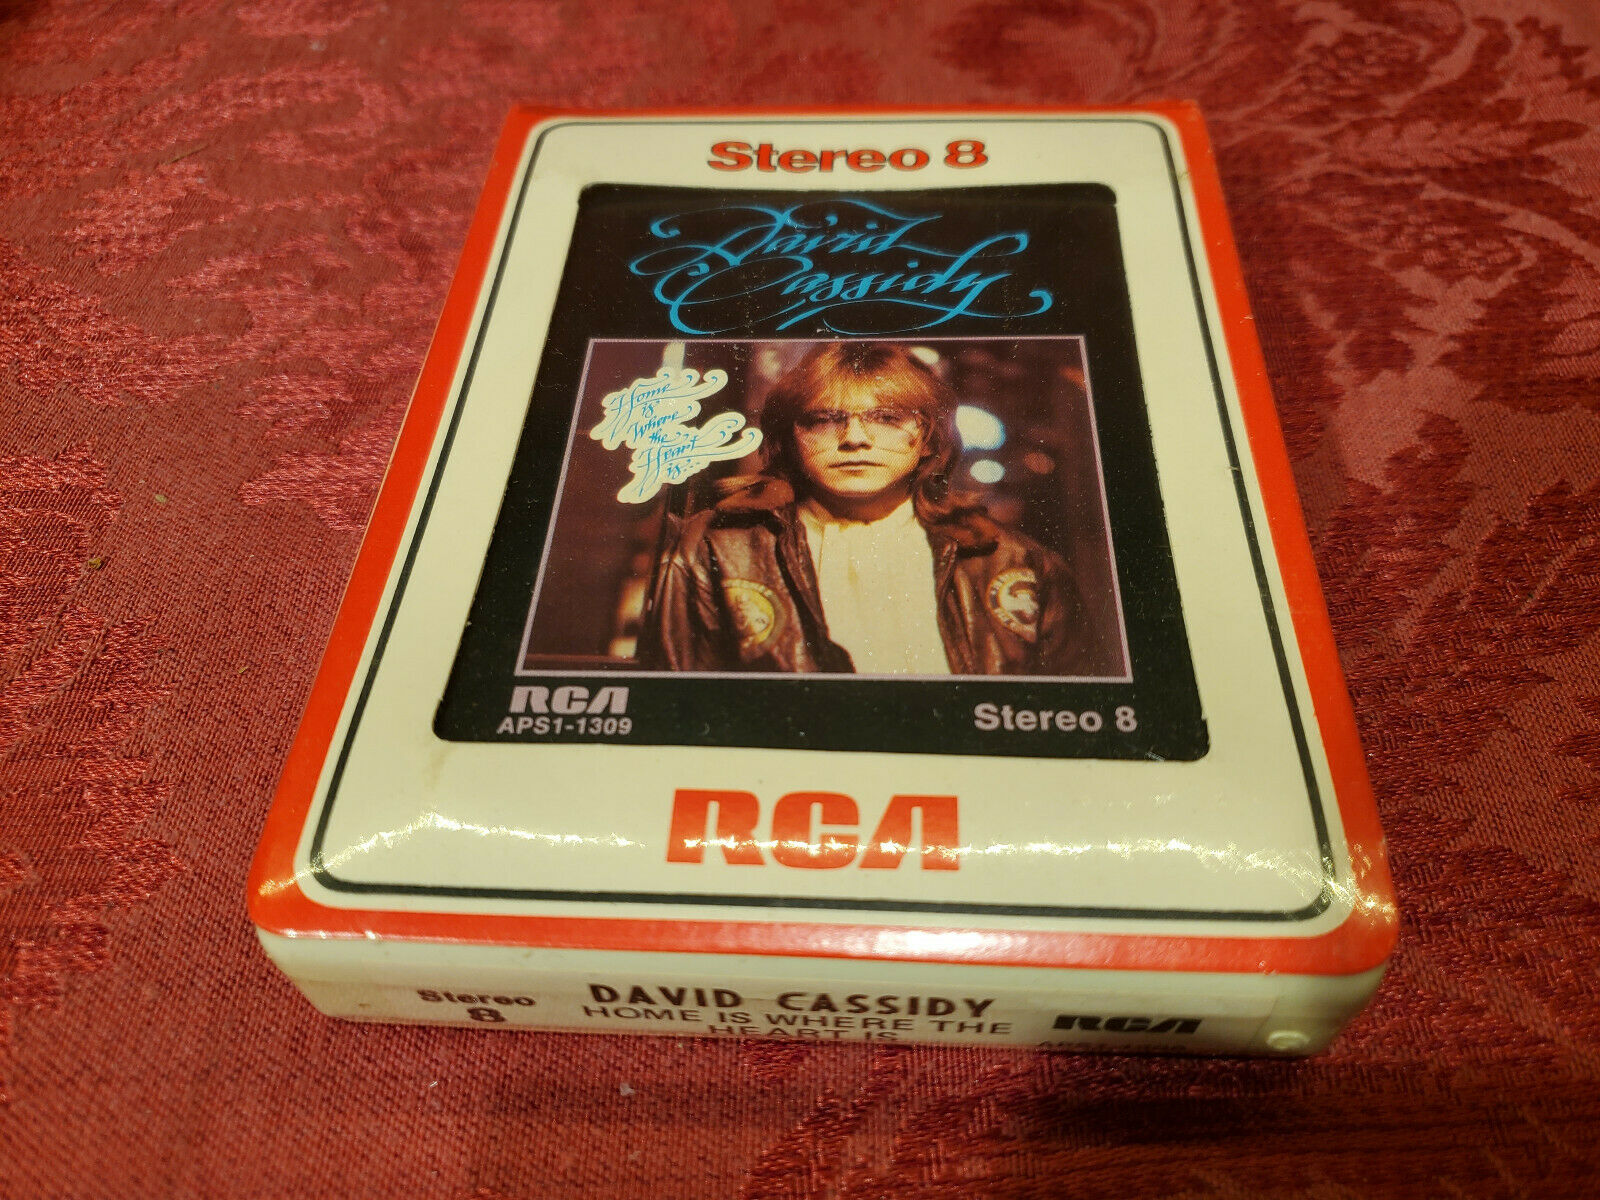 Stereo 8
David
Cassidy
Home
is
Where
the
Heart
is...
RCA
APS1-1309
Stereo 8
RCA
Stereo
8
DAVID CASSIDY
HOME IS WHERE THE
HEART IS
RCA